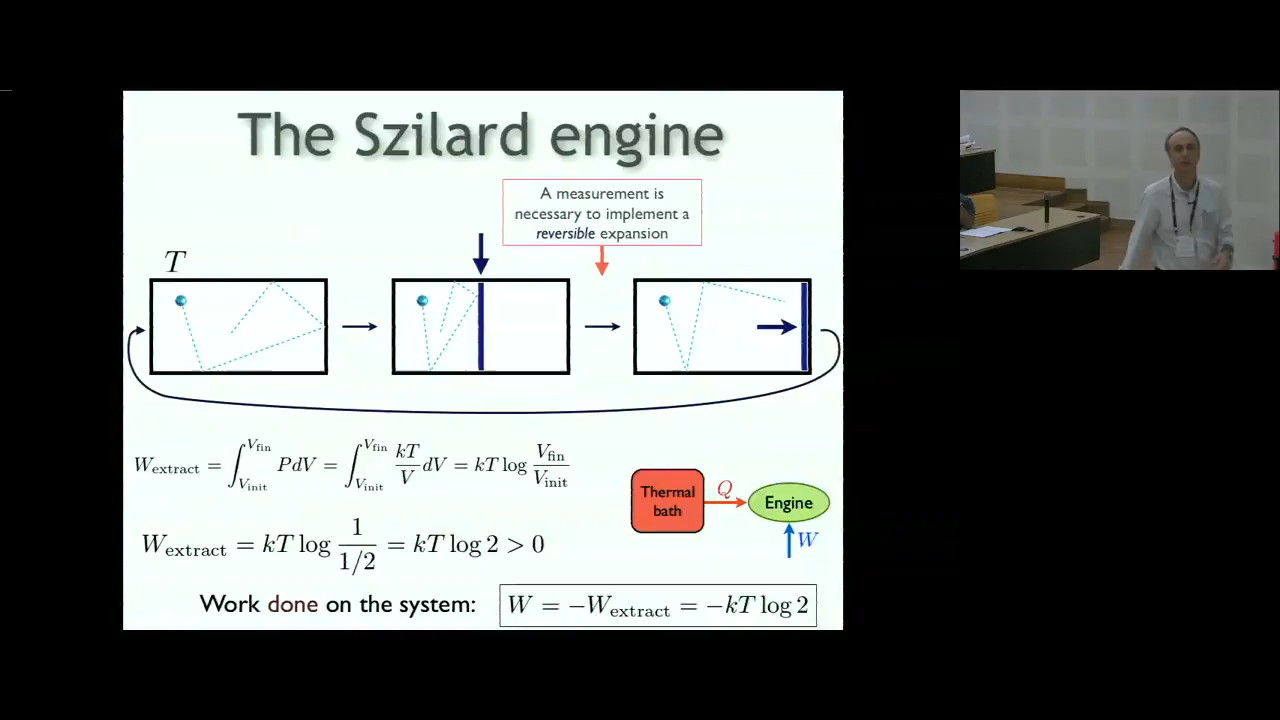 The Szilard engine
A measurement is
necessary to implement a
reversible expansion
T
W_extract = ∫_{V_init}^{V_fin} PdV = ∫_{V_init}^{V_fin} kT/V dV = kT log V_fin/V_init
Thermal
bath
Q
Engine
W
W_extract = kT log 1/(1/2) = kT log 2 > 0
Work done on the system: W = −W_extract = −kT log 2